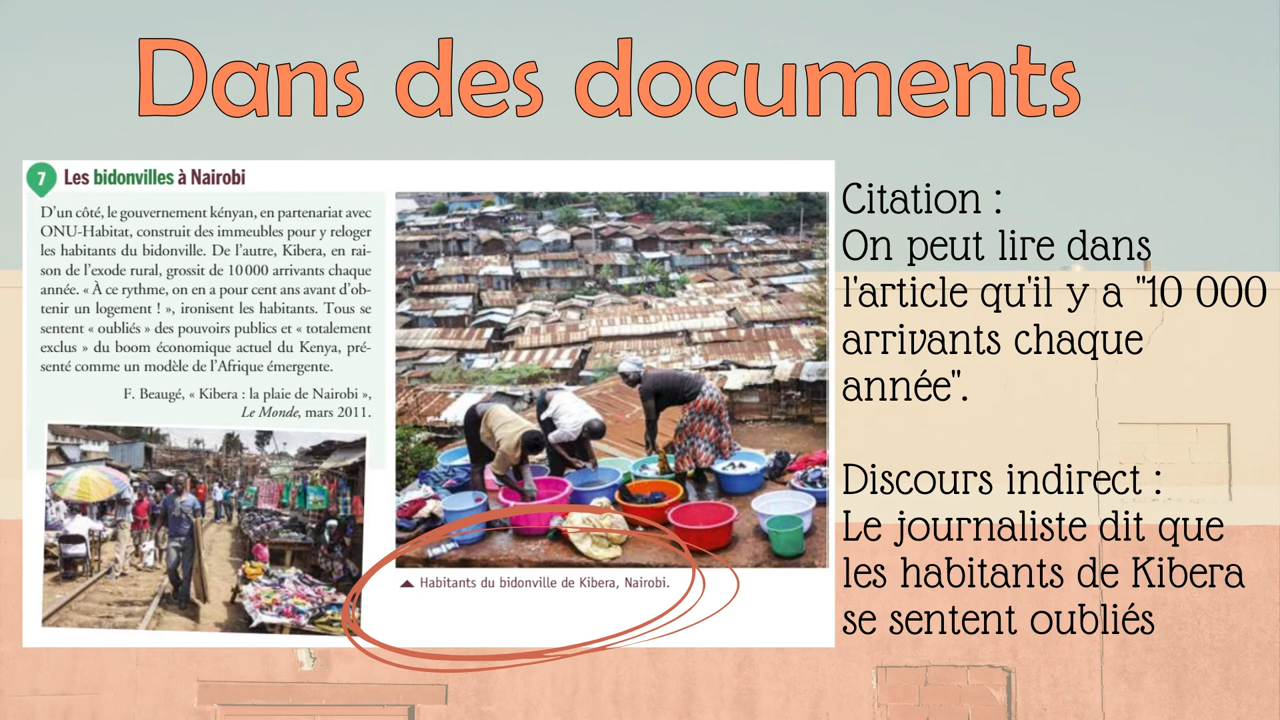 Dans des documents
7 Les bidonvilles à Nairobi
D'un côté, le gouvernement kényan, en partenariat avec
ONU-Habitat, construit des immeubles pour y reloger
les habitants du bidonville. De l'autre, Kibera, en rai-
son de l'exode rural, grossit de 10 000 arrivants chaque
année. « À ce rythme, on en a pour cent ans avant d'ob-
tenir un logement ! », ironisent les habitants. Tous se
sentent « oubliés » des pouvoirs publics et « totalement
exclus » du boom économique actuel du Kenya, pré-
senté comme un modèle de l'Afrique émergente.
F. Beaugé, « Kibera : la plaie de Nairobi »,
Le Monde, mars 2011.
Habitants du bidonville de Kibera, Nairobi.
Citation :
On peut lire dans
l'article qu'il y a "10 000
arrivants chaque
année".
Discours indirect :
Le journaliste dit que
les habitants de Kibera
se sentent oubliés